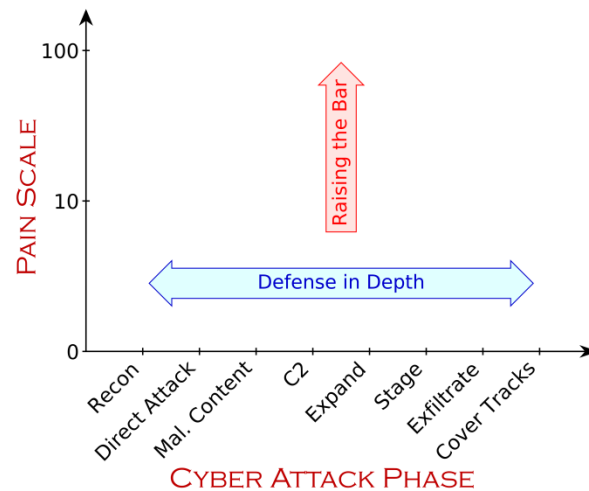 100
10
0
PAIN SCALE
Raising the Bar
Defense in Depth
Recon
Direct Attack
Mal. Content
C2
Expand
Stage
Exfiltrate
Cover Tracks
CYBER ATTACK PHASE